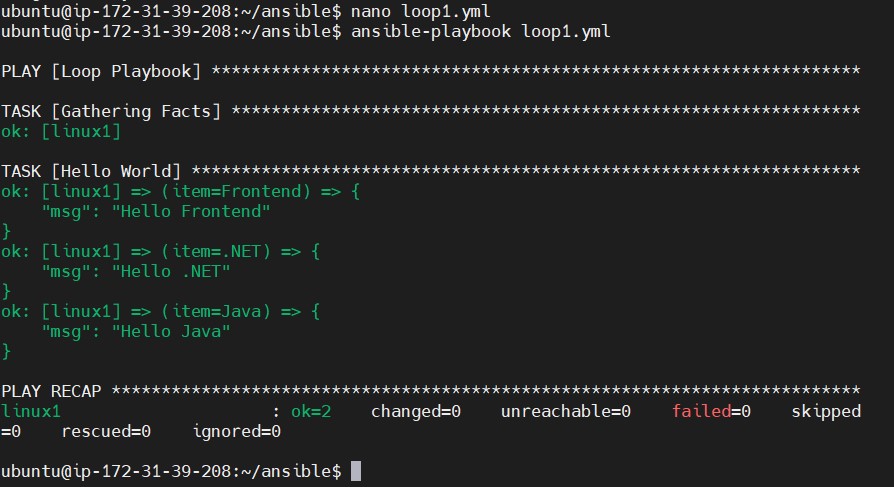 ubuntu@ip-172-31-39-208:~/ansible$ nano loop1.yml
ubuntu@ip-172-31-39-208:~/ansible$ ansible-playbook loop1.yml
PLAY [Loop Playbook] *****************************************************************
TASK [Gathering Facts] ***************************************************************
ok: [linux1]
TASK [Hello World] *******************************************************************
ok: [linux1] => (item=Frontend) => {
    "msg": "Hello Frontend"
}
ok: [linux1] => (item=.NET) => {
    "msg": "Hello .NET"
}
ok: [linux1] => (item=Java) => {
    "msg": "Hello Java"
}
PLAY RECAP ***************************************************************************
linux1                     : ok=2    changed=0    unreachable=0    failed=0    skipped
=0    rescued=0    ignored=0
ubuntu@ip-172-31-39-208:~/ansible$